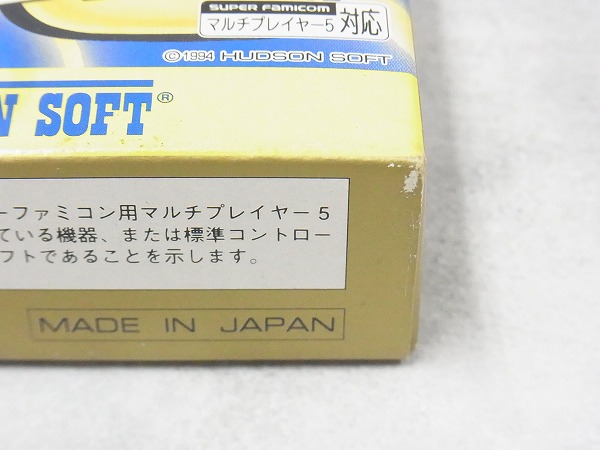 SUPER FAMICOM
マルチプレイヤー5 対応
©1994 HUDSON SOFT
N SOFT®
ーファミコン用マルチプレイヤー5
ている機器、または標準コントロー
フトであることを示します。
MADE IN JAPAN